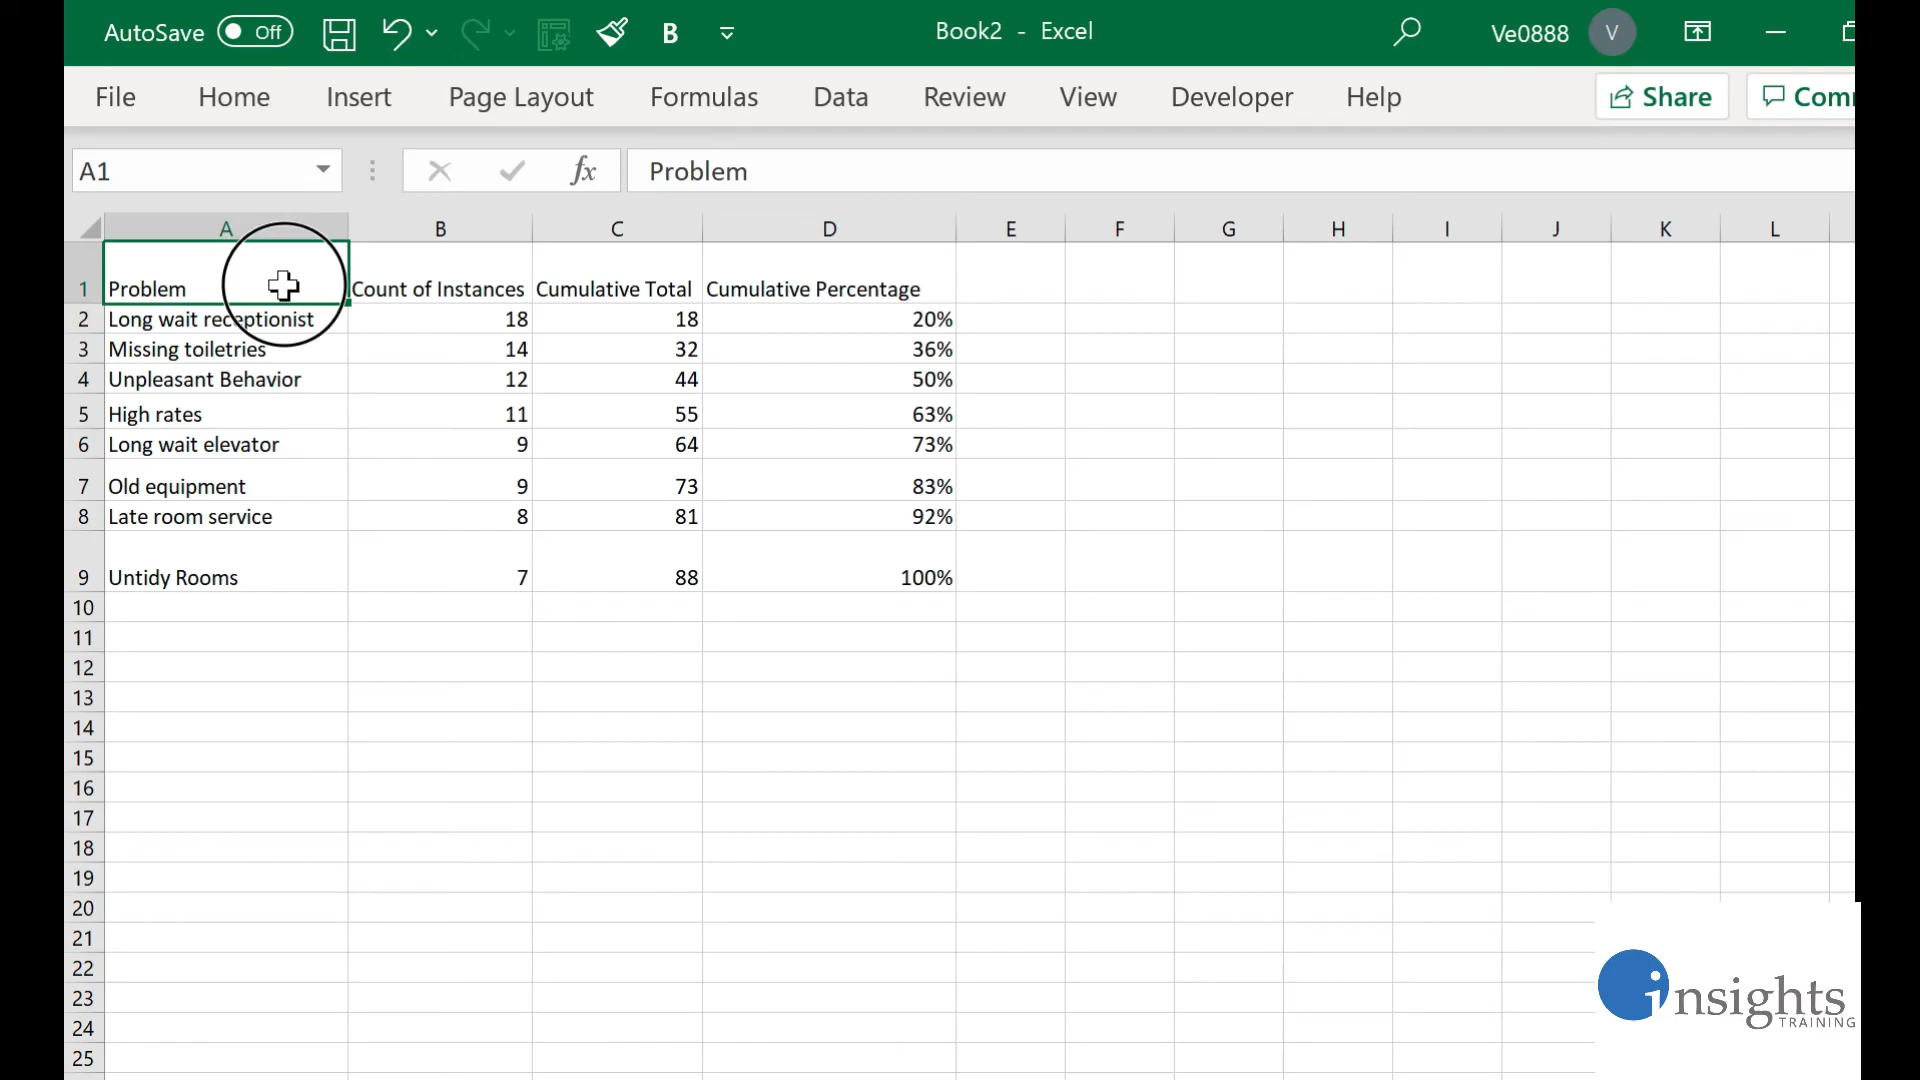 AutoSave Off B Book2 - Excel Ve0888 V
File Home Insert Page Layout Formulas Data Review View Developer Help Share
A1 fx Problem
A B C D E F G H I J K L
1 Problem Count of Instances Cumulative Total Cumulative Percentage
2 Long wait receptionist 18 18 20%
3 Missing toiletries 14 32 36%
4 Unpleasant Behavior 12 44 50%
5 High rates 11 55 63%
6 Long wait elevator 9 64 73%
7 Old equipment 9 73 83%
8 Late room service 8 81 92%
9 Untidy Rooms 7 88 100%
10
11
12
13
14
15
16
17
18
19
20
21
22
23
24
25
insights
TRAINING